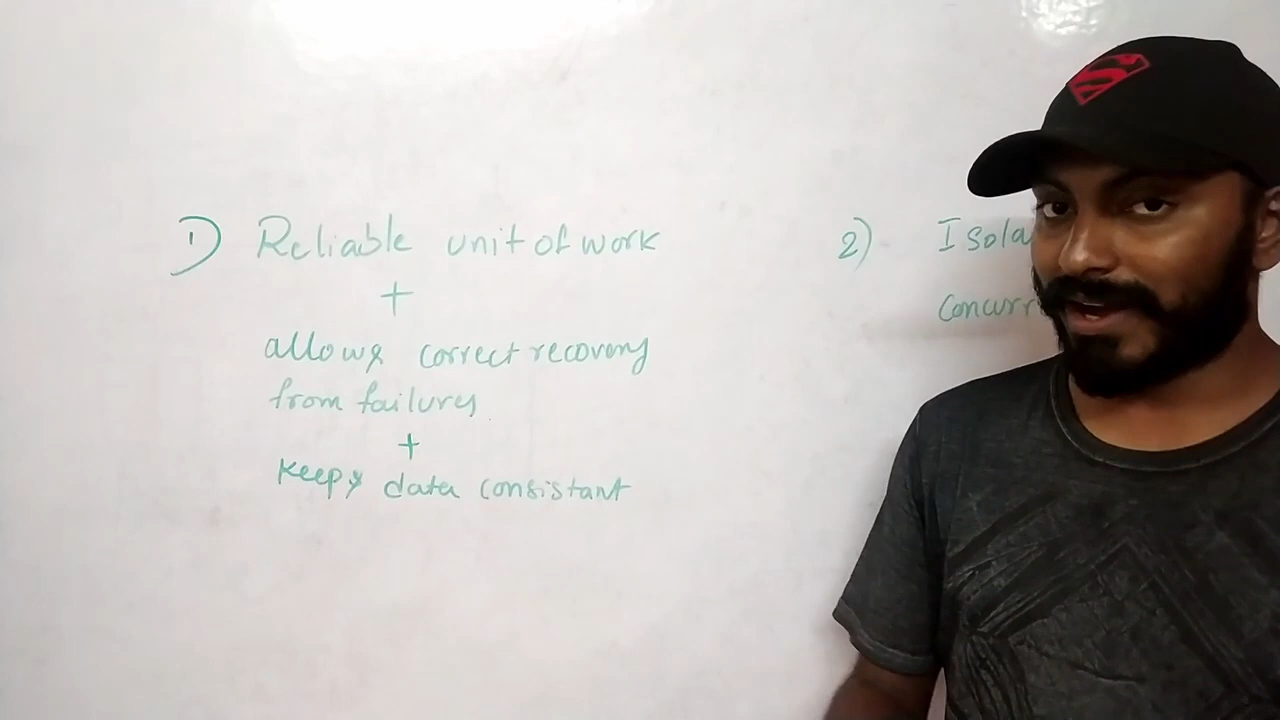 1) Reliable unit of work
+
allows correct recovery
from failures
+
Keeps data consistant
2) Isola
Concurr
S